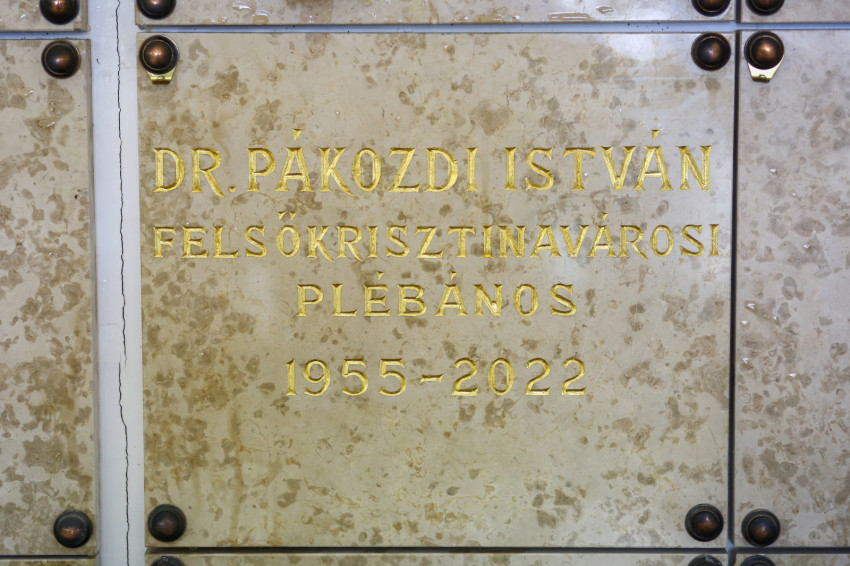 DR. PÁKOZDI ISTVÁN
FELSŐKRISZTINAVÁROSI
PLÉBÁNOS
1955-2022